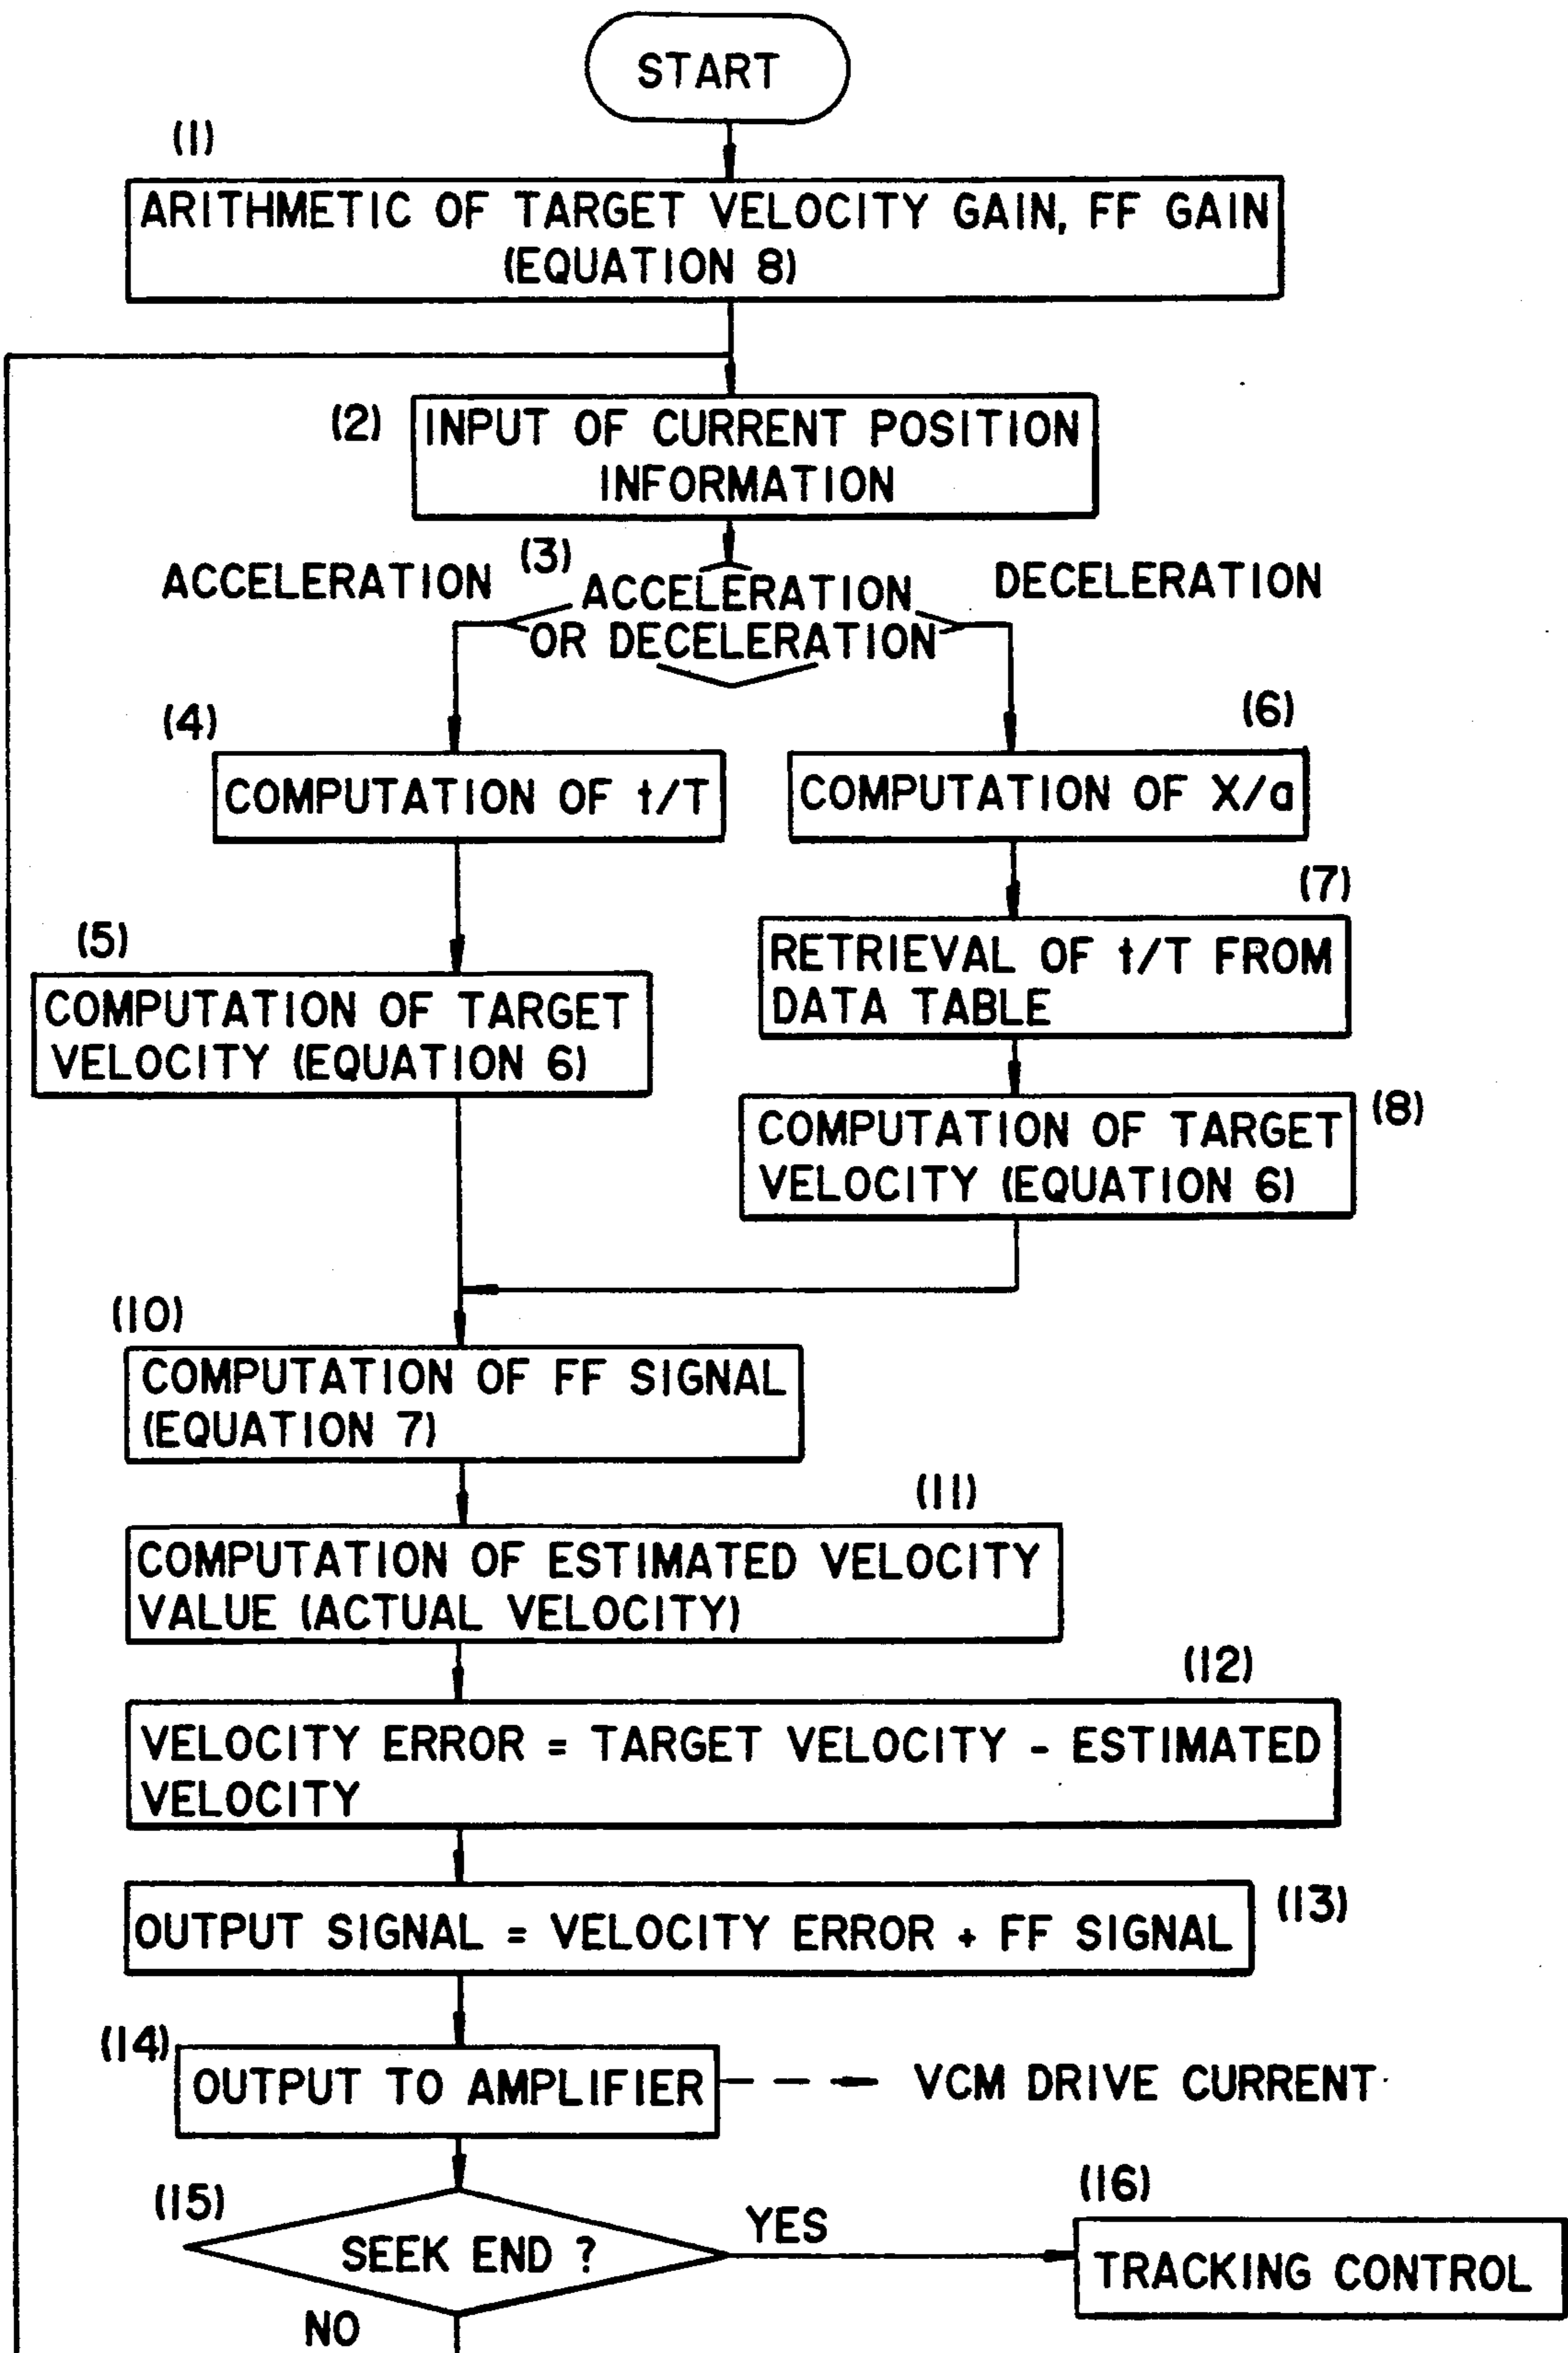 START
(1)
ARITHMETIC OF TARGET VELOCITY GAIN, FF GAIN
(EQUATION 8)
(2)
INPUT OF CURRENT POSITION
INFORMATION
ACCELERATION
(3)
ACCELERATION
OR DECELERATION
DECELERATION
(4)
COMPUTATION OF t/T
(6)
COMPUTATION OF X/a
(7)
RETRIEVAL OF t/T FROM
DATA TABLE
(5)
COMPUTATION OF TARGET
VELOCITY (EQUATION 6)
(8)
COMPUTATION OF TARGET
VELOCITY (EQUATION 6)
(10)
COMPUTATION OF FF SIGNAL
(EQUATION 7)
(11)
COMPUTATION OF ESTIMATED VELOCITY
VALUE (ACTUAL VELOCITY)
(12)
VELOCITY ERROR = TARGET VELOCITY - ESTIMATED
VELOCITY
(13)
OUTPUT SIGNAL = VELOCITY ERROR + FF SIGNAL
(14)
OUTPUT TO AMPLIFIER
VCM DRIVE CURRENT
(15)
SEEK END ?
YES
(16)
TRACKING CONTROL
NO